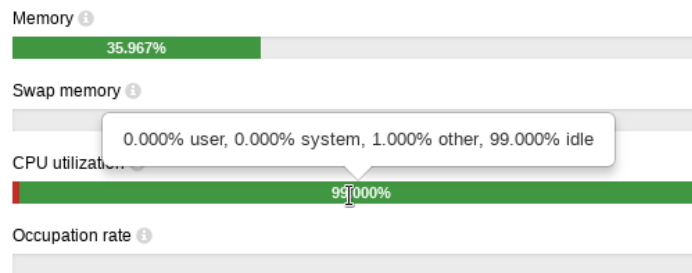 Memory
35.967%
Swap memory
0.000% user, 0.000% system, 1.000% other, 99.000% idle
CPU utilization
99.000%
Occupation rate